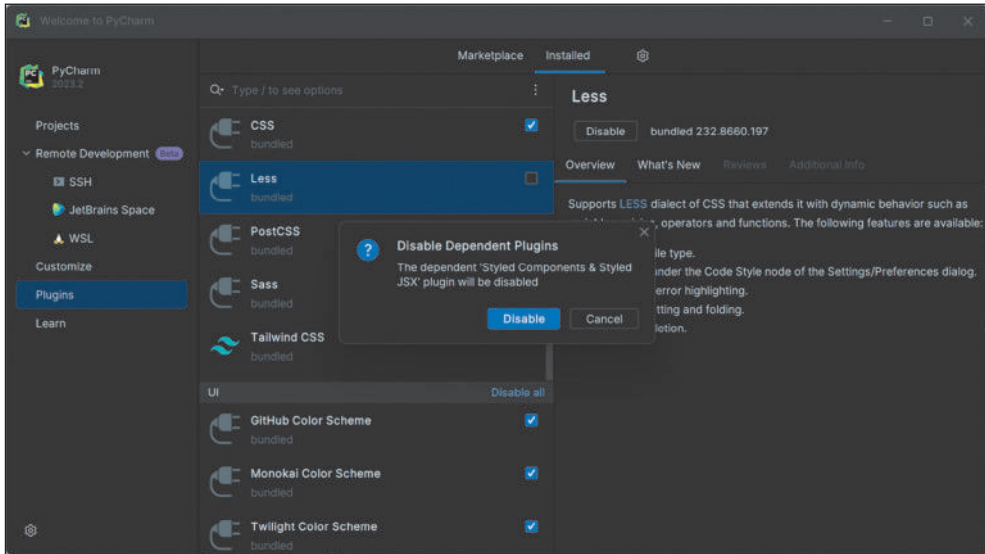 Welcome to PyCharm
PyCharm
2023.2
Projects
Remote Development Beta
SSH
JetBrains Space
WSL
Customize
Plugins
Learn
Marketplace Installed
Type / to see options
CSS
bundled
Less
bundled
PostCSS
bundled
Sass
bundled
Tailwind CSS
bundled
UI Disable all
GitHub Color Scheme
bundled
Monokai Color Scheme
bundled
Twilight Color Scheme
bundled
Less
Disable bundled 232.8660.197
Overview What's New Reviews Additional Info
Supports LESS dialect of CSS that extends it with dynamic behavior such as
, operators and functions. The following features are available:
ile type.
under the Code Style node of the Settings/Preferences dialog.
error highlighting.
tting and folding.
letion.
Disable Dependent Plugins
The dependent 'Styled Components & Styled
JSX' plugin will be disabled
Disable Cancel